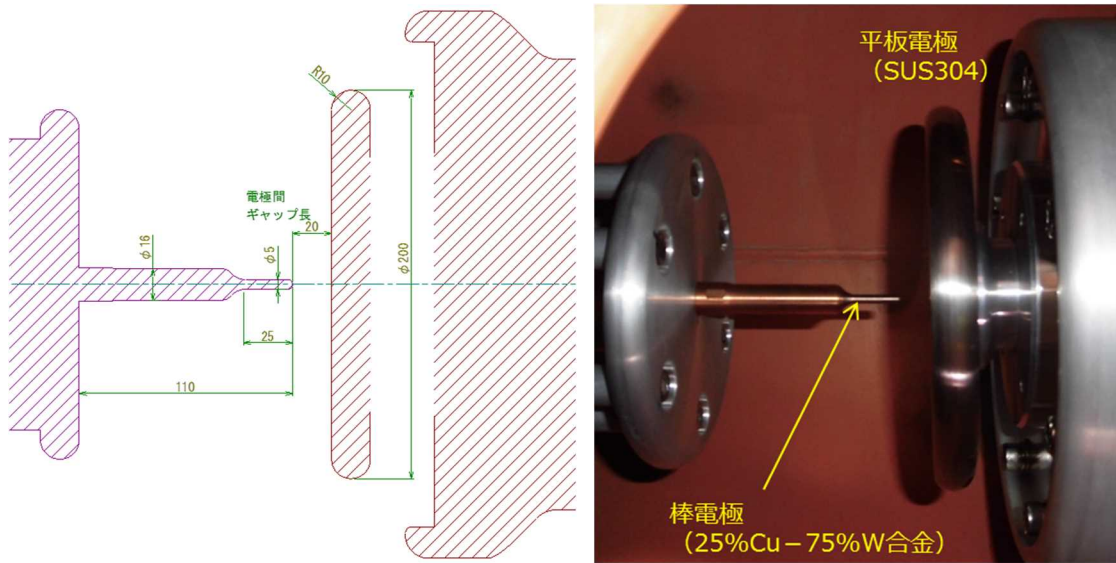 R10
電極間
ギャップ長
20
φ16
φ5
φ200
25
110
平板電極
（SUS304）
棒電極
（25%Cu－75%W合金）